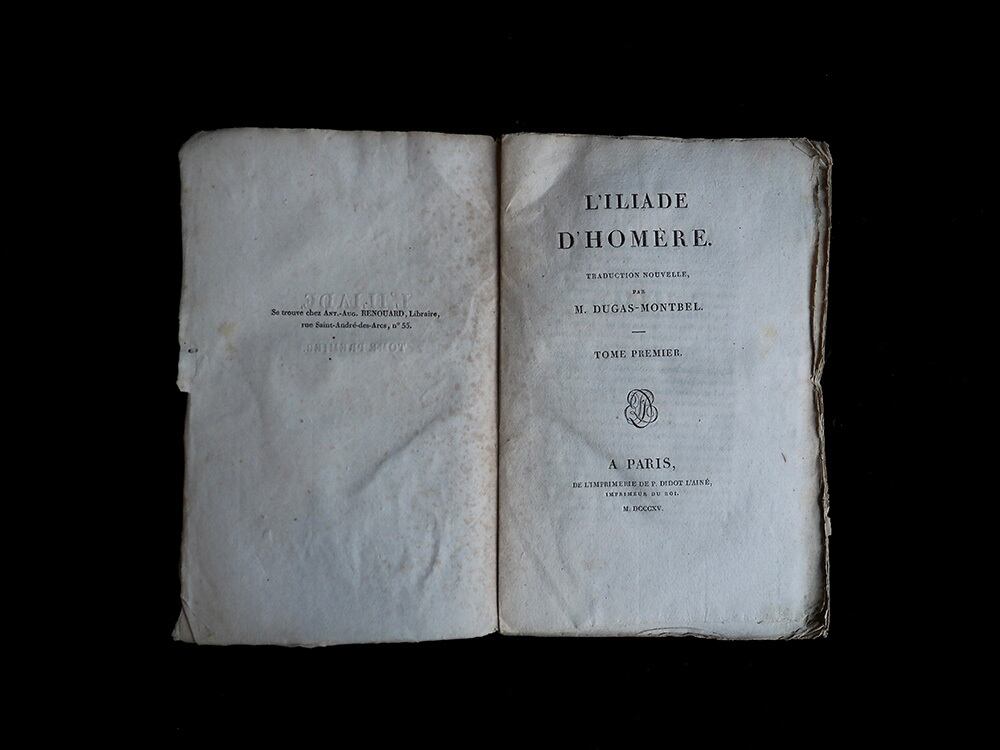 Se trouve chez ANT.-AUG. RENOUARD, Libraire,
rue Saint-André-des-Arcs, n° 55.
L'ILIADE
D'HOMÈRE.
TRADUCTION NOUVELLE,
PAR
M. DUGAS-MONTBEL.
TOME PREMIER.
A PARIS,
DE L'IMPRIMERIE DE P. DIDOT L'AINÉ,
IMPRIMEUR DU ROI.
M. DCCCXV.